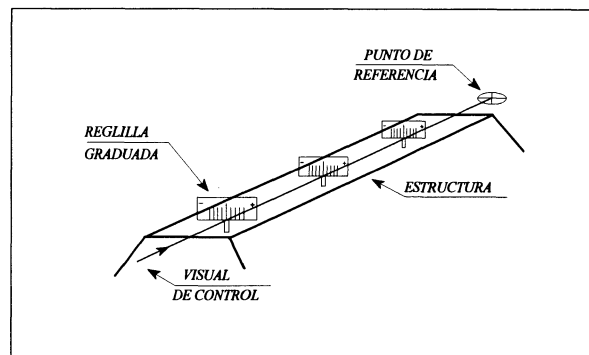 PUNTO DE
REFERENCIA
REGLILLA
GRADUADA
- +
- +
- +
ESTRUCTURA
VISUAL
DE CONTROL